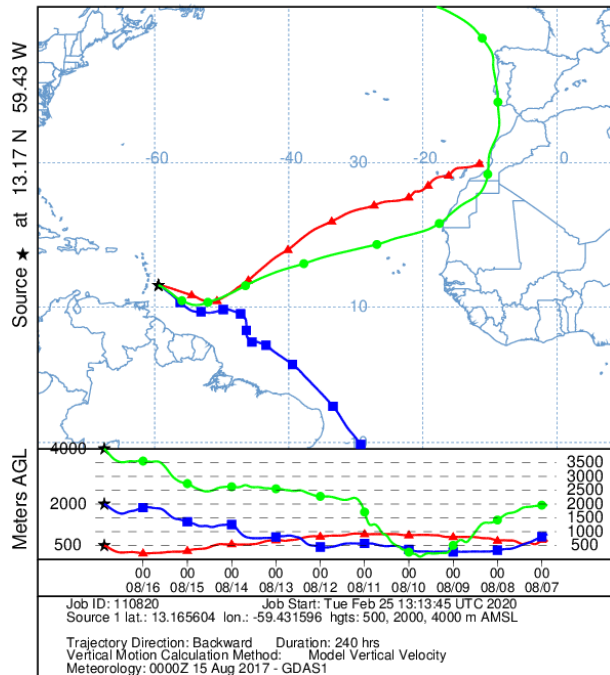 Source ★ at 13.17 N 59.43 W
-60 -40 -20 0
30
10
Meters AGL
4000
2000
500
3500
3000
2500
2000
1500
1000
500
00 00 00 00 00 00 00 00 00 00
08/16 08/15 08/14 08/13 08/12 08/11 08/10 08/09 08/08 08/07
Job ID: 110820 Job Start: Tue Feb 25 13:13:45 UTC 2020
Source 1 lat.: 13.165604 lon.: -59.431596 hgts: 500, 2000, 4000 m AMSL
Trajectory Direction: Backward Duration: 240 hrs
Vertical Motion Calculation Method: Model Vertical Velocity
Meteorology: 0000Z 15 Aug 2017 - GDAS1